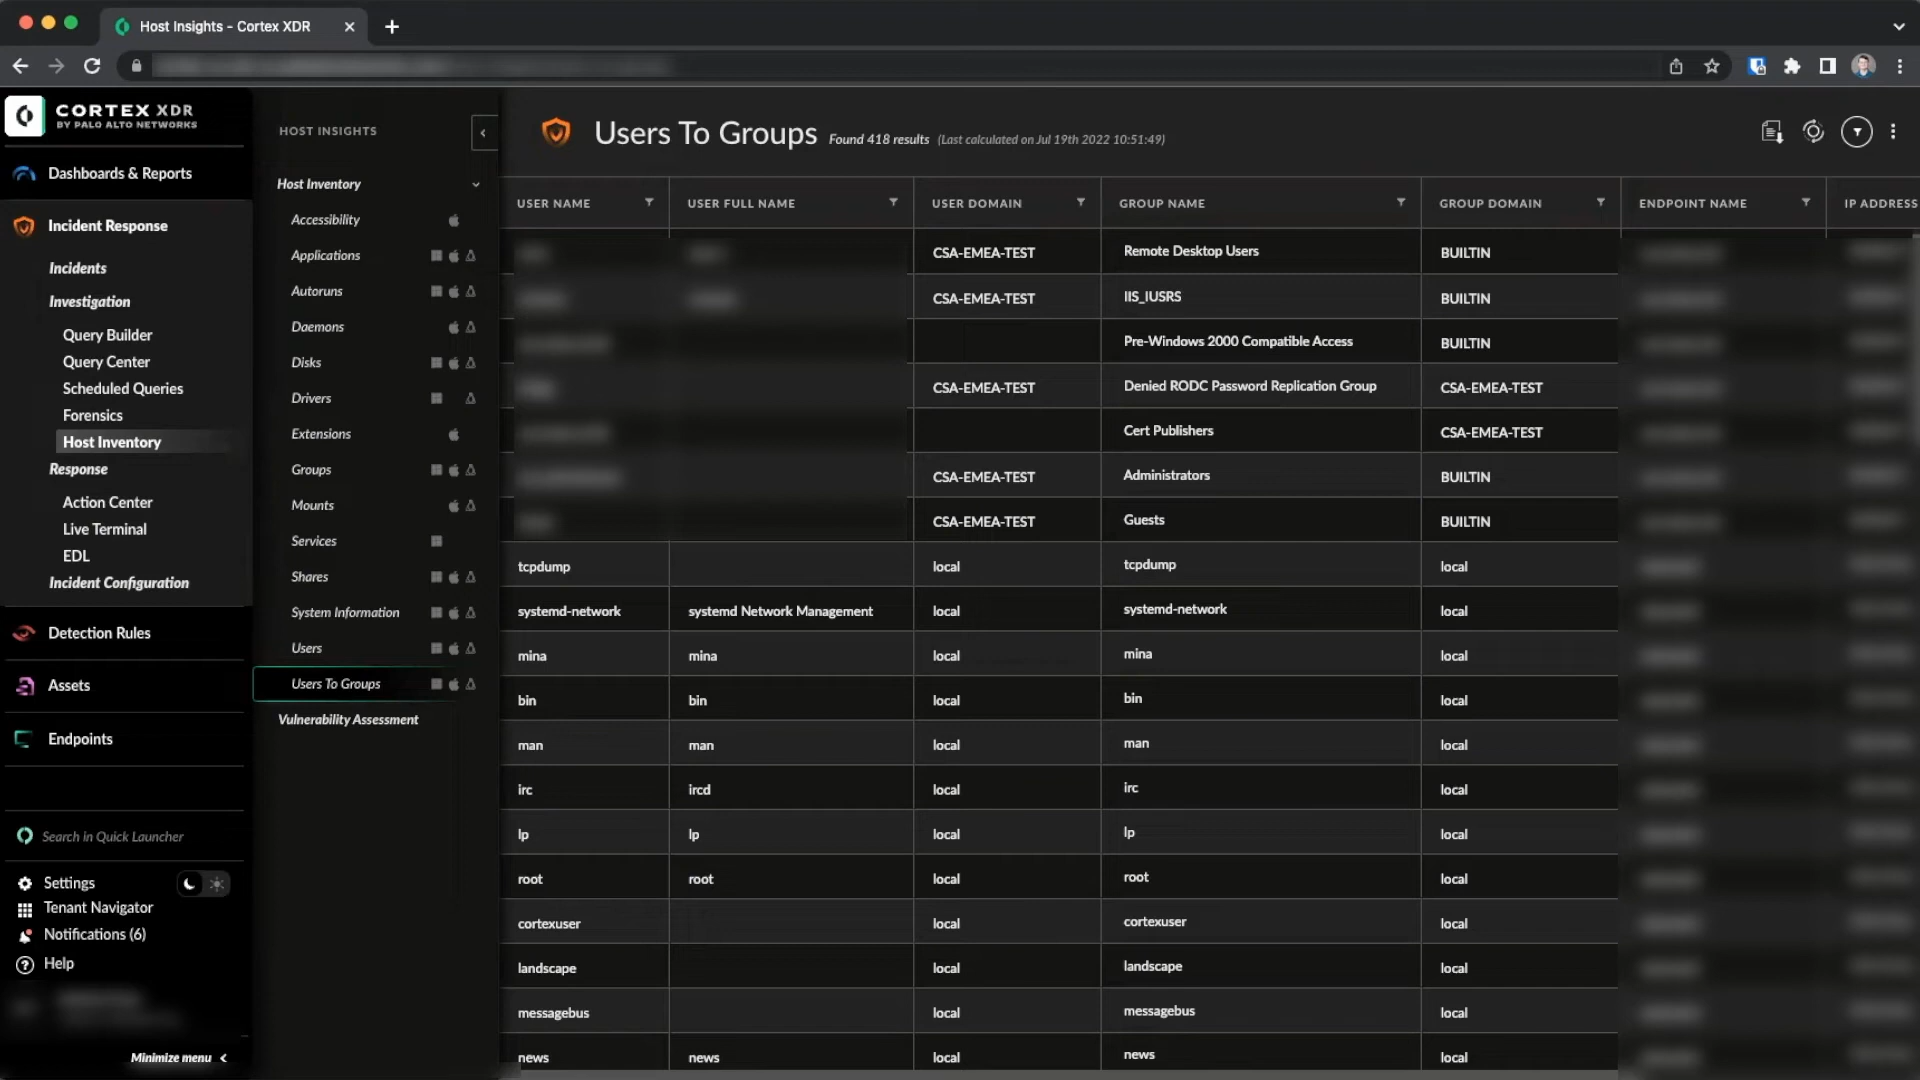 Host Insights - Cortex XDR
CORTEX XDR
BY PALO ALTO NETWORKS
Dashboards & Reports
Incident Response
Incidents
Investigation
Query Builder
Query Center
Scheduled Queries
Forensics
Host Inventory
Response
Action Center
Live Terminal
EDL
Incident Configuration
Detection Rules
Assets
Endpoints
Search in Quick Launcher
Settings
Tenant Navigator
Notifications (6)
Help
Minimize menu
HOST INSIGHTS
Host Inventory
Accessibility
Applications
Autoruns
Daemons
Disks
Drivers
Extensions
Groups
Mounts
Services
Shares
System Information
Users
Users To Groups
Vulnerability Assessment
Users To Groups Found 418 results (Last calculated on Jul 19th 2022 10:51:49)
USER NAME USER FULL NAME USER DOMAIN GROUP NAME GROUP DOMAIN ENDPOINT NAME IP ADDRESS
CSA-EMEA-TEST Remote Desktop Users BUILTIN
CSA-EMEA-TEST IIS_IUSRS BUILTIN
Pre-Windows 2000 Compatible Access BUILTIN
CSA-EMEA-TEST Denied RODC Password Replication Group CSA-EMEA-TEST
Cert Publishers CSA-EMEA-TEST
CSA-EMEA-TEST Administrators BUILTIN
CSA-EMEA-TEST Guests BUILTIN
tcpdump local tcpdump local
systemd-network systemd Network Management local systemd-network local
mina mina local mina local
bin bin local bin local
man man local man local
irc ircd local irc local
lp lp local lp local
root root local root local
cortexuser local cortexuser local
landscape local landscape local
messagebus local messagebus local
news news local news local